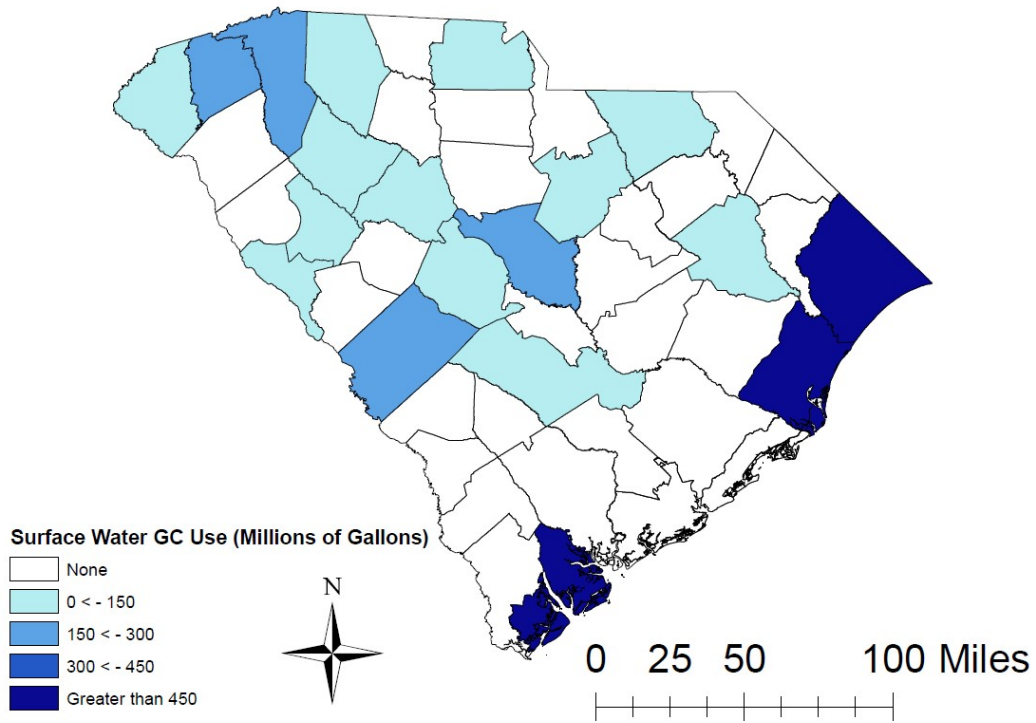 Surface Water GC Use (Millions of Gallons)
None
0 < - 150
150 < - 300
300 < - 450
Greater than 450
N
0 25 50 100 Miles